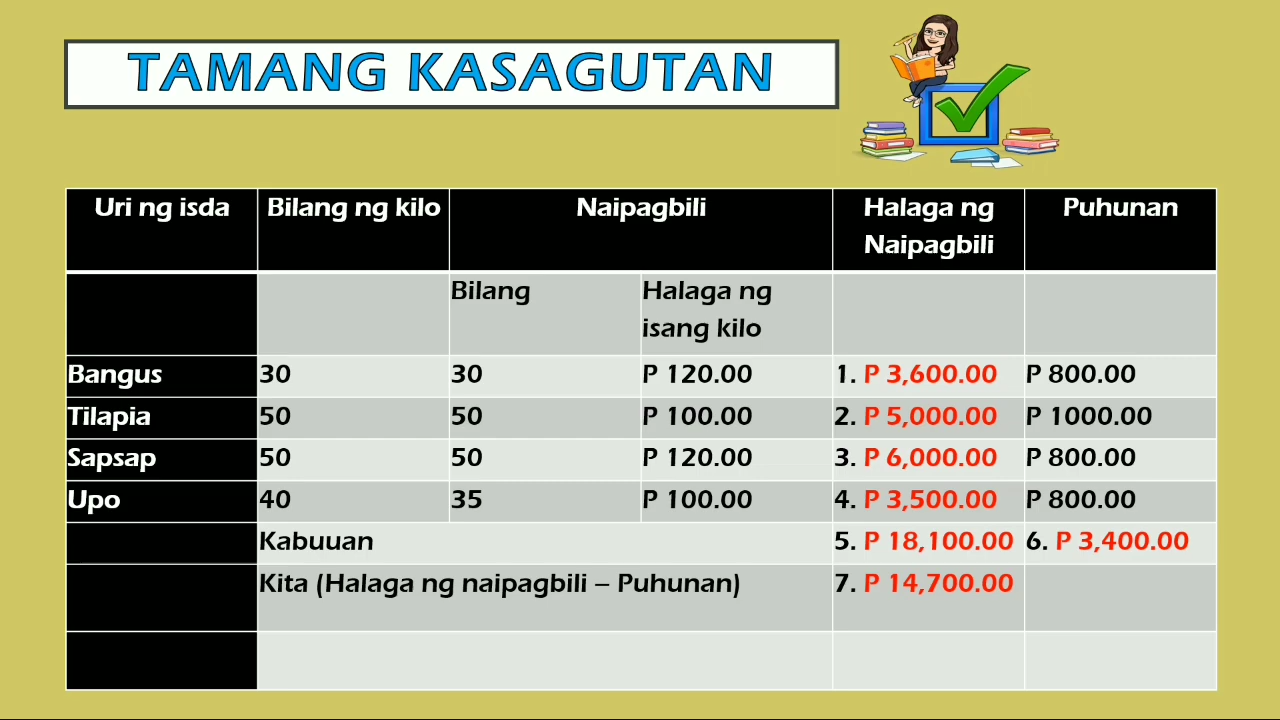 TAMANG KASAGUTAN
Uri ng isda Bilang ng kilo Naipagbili Halaga ng Naipagbili Puhunan
Bilang Halaga ng isang kilo
Bangus 30 30 P 120.00 1. P 3,600.00 P 800.00
Tilapia 50 50 P 100.00 2. P 5,000.00 P 1000.00
Sapsap 50 50 P 120.00 3. P 6,000.00 P 800.00
Upo 40 35 P 100.00 4. P 3,500.00 P 800.00
Kabuuan 5. P 18,100.00 6. P 3,400.00
Kita (Halaga ng naipagbili – Puhunan) 7. P 14,700.00